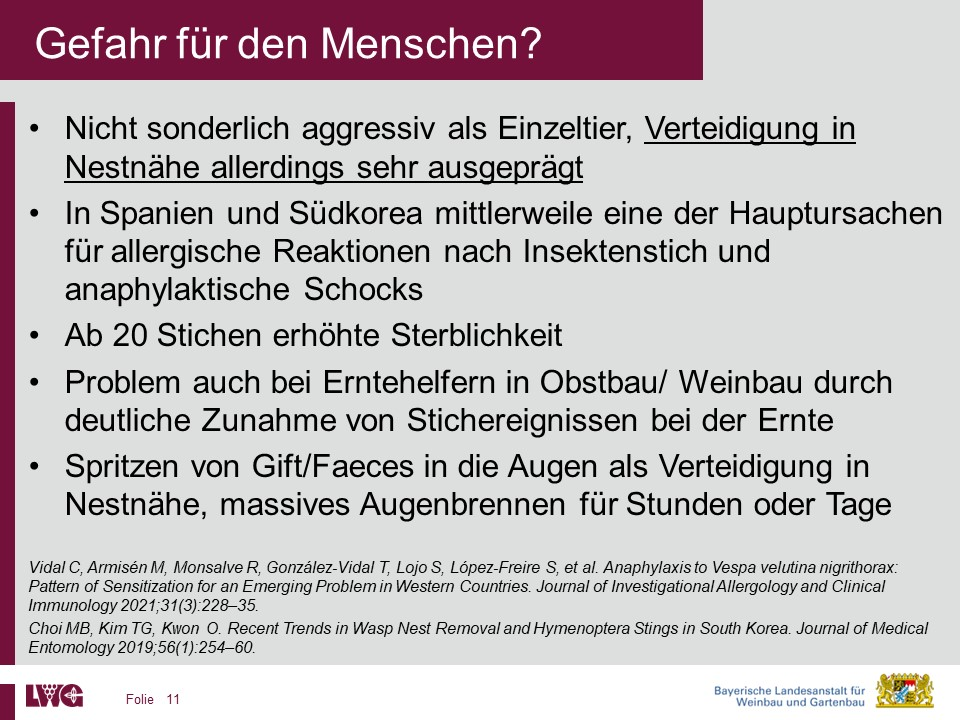 Gefahr für den Menschen?
• Nicht sonderlich aggressiv als Einzeltier, Verteidigung in
Nestnähe allerdings sehr ausgeprägt
• In Spanien und Südkorea mittlerweile eine der Hauptursachen
für allergische Reaktionen nach Insektenstich und
anaphylaktische Schocks
• Ab 20 Stichen erhöhte Sterblichkeit
• Problem auch bei Erntehelfern in Obstbau/ Weinbau durch
deutliche Zunahme von Stichereignissen bei der Ernte
• Spritzen von Gift/Faeces in die Augen als Verteidigung in
Nestnähe, massives Augenbrennen für Stunden oder Tage
Vidal C, Armisén M, Monsalve R, González-Vidal T, Lojo S, López-Freire S, et al. Anaphylaxis to Vespa velutina nigrithorax:
Pattern of Sensitization for an Emerging Problem in Western Countries. Journal of Investigational Allergology and Clinical
Immunology 2021;31(3):228–35.
Choi MB, Kim TG, Kwon O. Recent Trends in Wasp Nest Removal and Hymenoptera Stings in South Korea. Journal of Medical
Entomology 2019;56(1):254–60.
LWG
Folie 11
Bayerische Landesanstalt für
Weinbau und Gartenbau